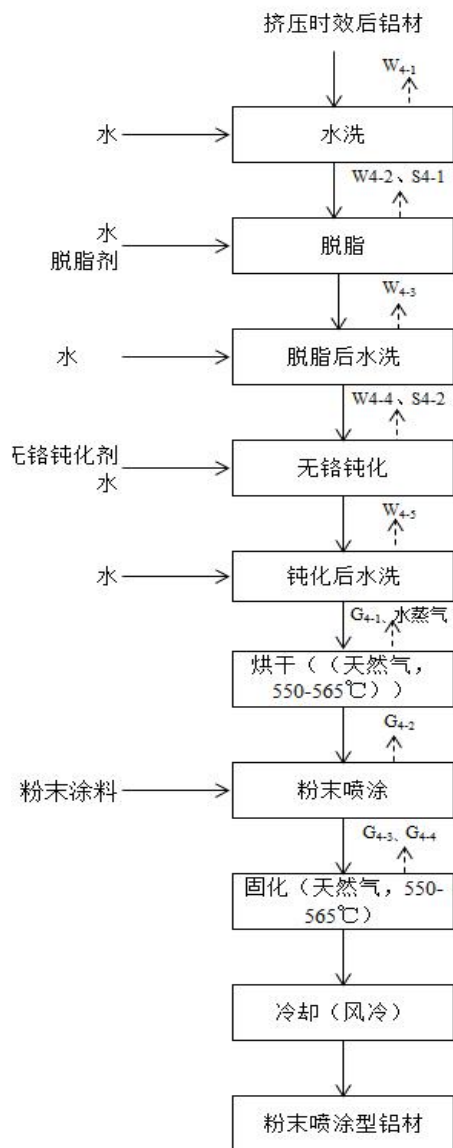 挤压时效后铝材
W4-1
水
水洗
W4-2、S4-1
水
脱脂剂
脱脂
W4-3
水
脱脂后水洗
W4-4、S4-2
无铬钝化剂
水
无铬钝化
W4-5
水
钝化后水洗
G4-1、水蒸气
烘干（（天然气，
550-565℃））
G4-2
粉末涂料
粉末喷涂
G4-3、G4-4
固化（天然气，550-
565℃）
冷却（风冷）
粉末喷涂型铝材